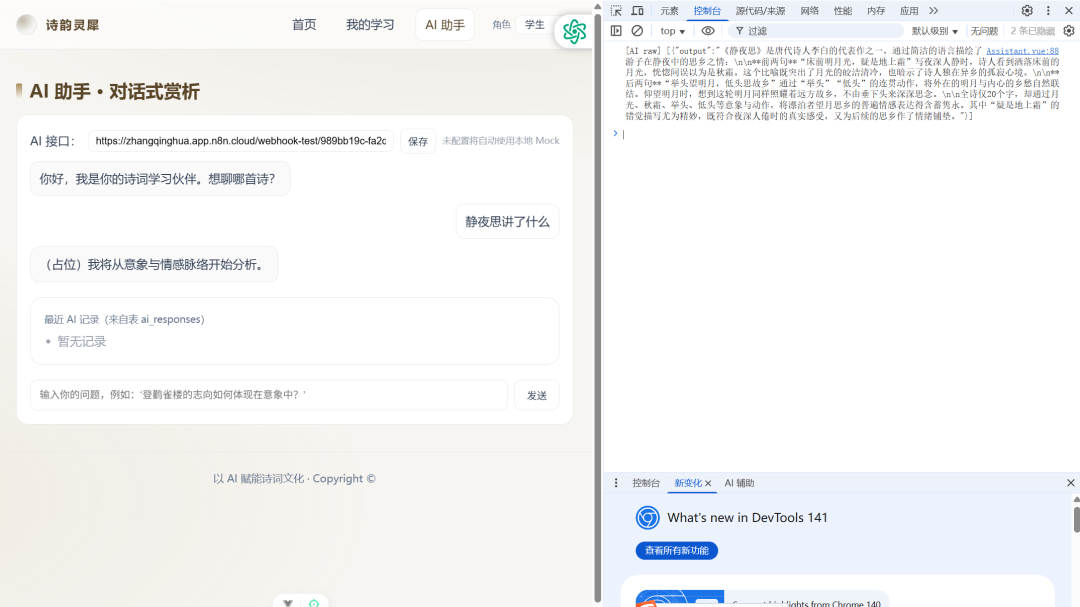 诗韵灵犀
首页
我的学习
AI 助手
角色
学生
AI 助手 • 对话式赏析
AI 接口：
https://zhangqinghua.app.n8n.cloud/webhook-test/989bb19c-fa2c
保存
未配置将自动使用本地 Mock
你好，我是你的诗词学习伙伴。想聊哪首诗？
静夜思讲了什么
（占位）我将从意象与情感脉络开始分析。
最近 AI 记录（来自表 ai_responses）
• 暂无记录
输入你的问题，例如：'登鹳雀楼的志向如何体现在意象中？'
发送
以 AI 赋能诗词文化 · Copyright ©
元素
控制台
源代码/来源
网络
性能
内存
应用
top
过滤
默认级别
无问题
2 条已隐藏
[AI raw] [{"output":"《静夜思》是唐代诗人李白的代表作之一，通过简洁的语言描绘了 Assistant.vue:88
游子在静夜中的思乡之情：\n\n**前两句**“床前明月光，疑是地上霜”写夜深人静时，诗人看到洒落床前的
月光，恍惚间误以为是秋霜。这个比喻既突出了月光的皎洁清冷，也暗示了诗人独在异乡的孤寂心境。\n\n**
后两句**“举头望明月，低头思故乡”通过“举头”“低头”的连贯动作，将外在的明月与内心的乡愁自然联
结。仰望明月时，想到这轮明月同样照耀着远方故乡，不由垂下头来深深思念。\n\n全诗仅20个字，却通过月
光、秋霜、举头、低头等意象与动作，将漂泊者望月思乡的普遍情感表达得含蓄隽永。其中“疑是地上霜”的
错觉描写尤为精妙，既符合夜深人倦时的真实感受，又为后续的思乡作了情绪铺垫。"}]
控制台
新变化
AI 辅助
What's new in DevTools 141
查看所有新功能
highlights from Chrome 140